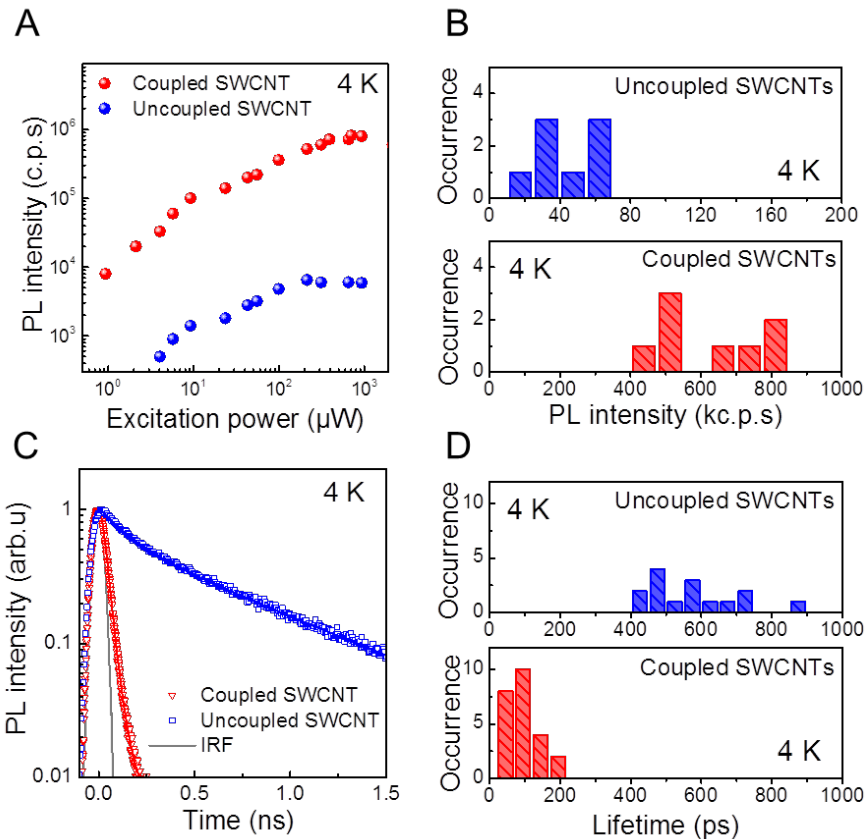 A
Coupled SWCNT
Uncoupled SWCNT
4 K
PL intensity (c.p.s)
10⁶
10⁵
10⁴
10³
10⁰ 10¹ 10² 10³
Excitation power (μW)
B
Uncoupled SWCNTs
4 K
Occurrence
4
2
0
0 40 80 120 160 200
4 K
Coupled SWCNTs
Occurrence
4
2
0
0 200 400 600 800 1000
PL intensity (kc.p.s)
C
4 K
PL intensity (arb.u)
1
0.1
0.01
Coupled SWCNT
Uncoupled SWCNT
IRF
0.0 0.5 1.0 1.5
Time (ns)
D
4 K
Uncoupled SWCNTs
Occurrence
10
5
0
0 200 400 600 800 1000
Coupled SWCNTs
4 K
Occurrence
10
5
0
0 200 400 600 800 1000
Lifetime (ps)